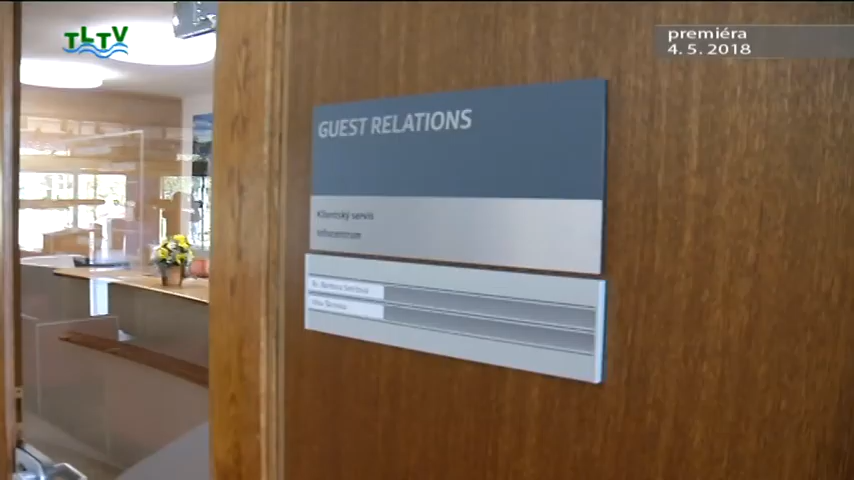 TLTV
premiéra
4.5.2018
GUEST RELATIONS
Klientský servis
Infocentrum